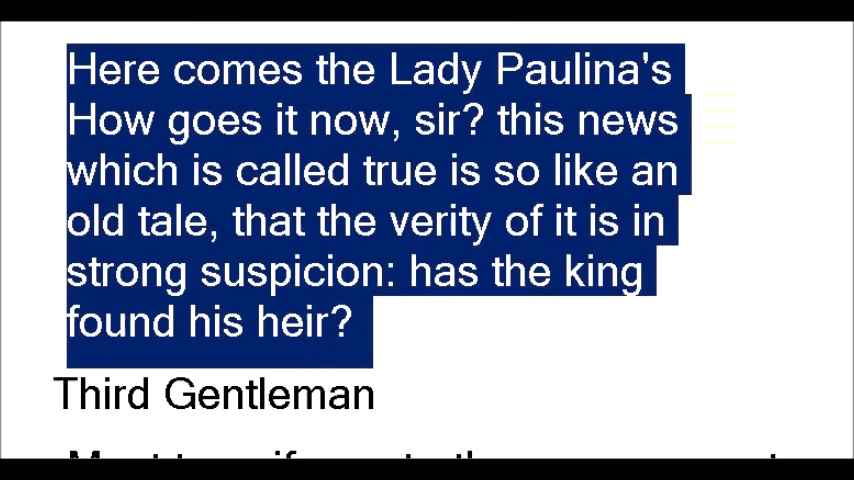 Here comes the Lady Paulina's
How goes it now, sir? this news
which is called true is so like an
old tale, that the verity of it is in
strong suspicion: has the king
found his heir?
Third Gentleman